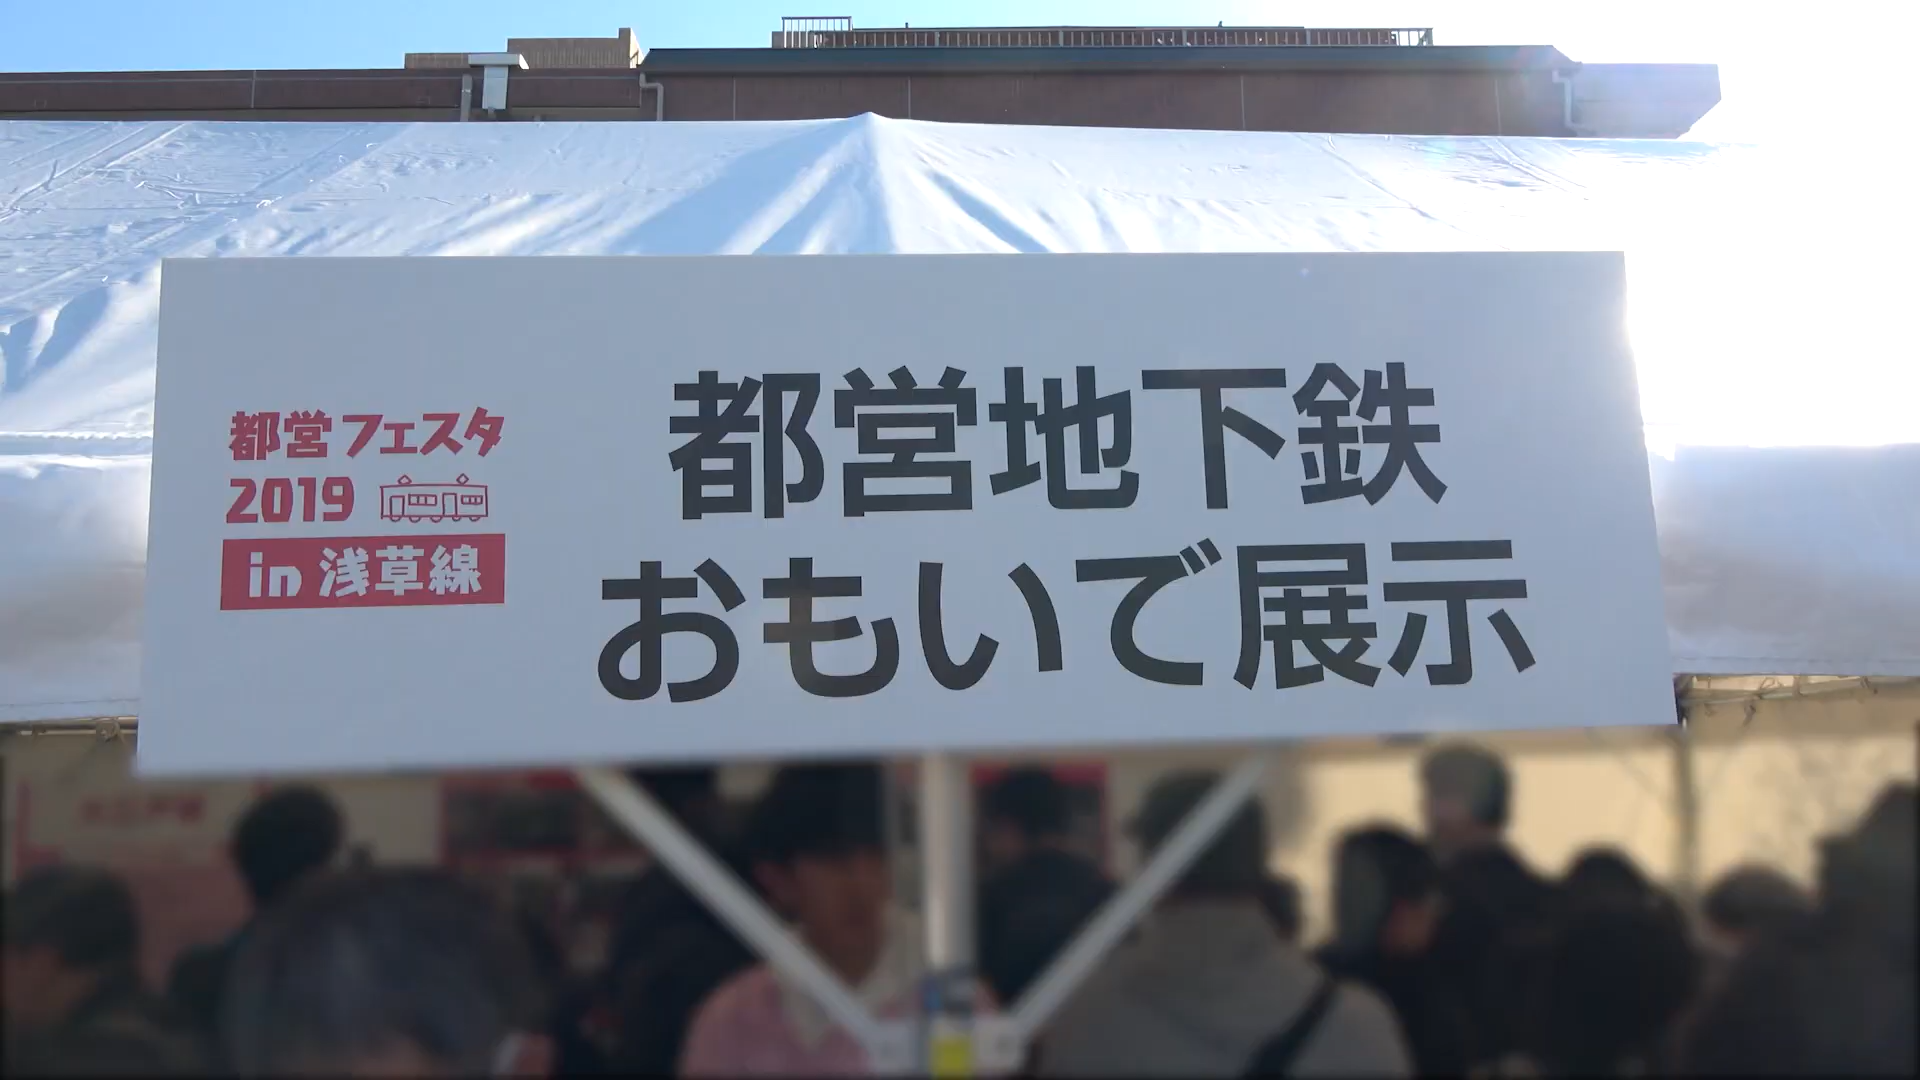 都営フェスタ
2019
in 浅草線
都営地下鉄
おもいで展示